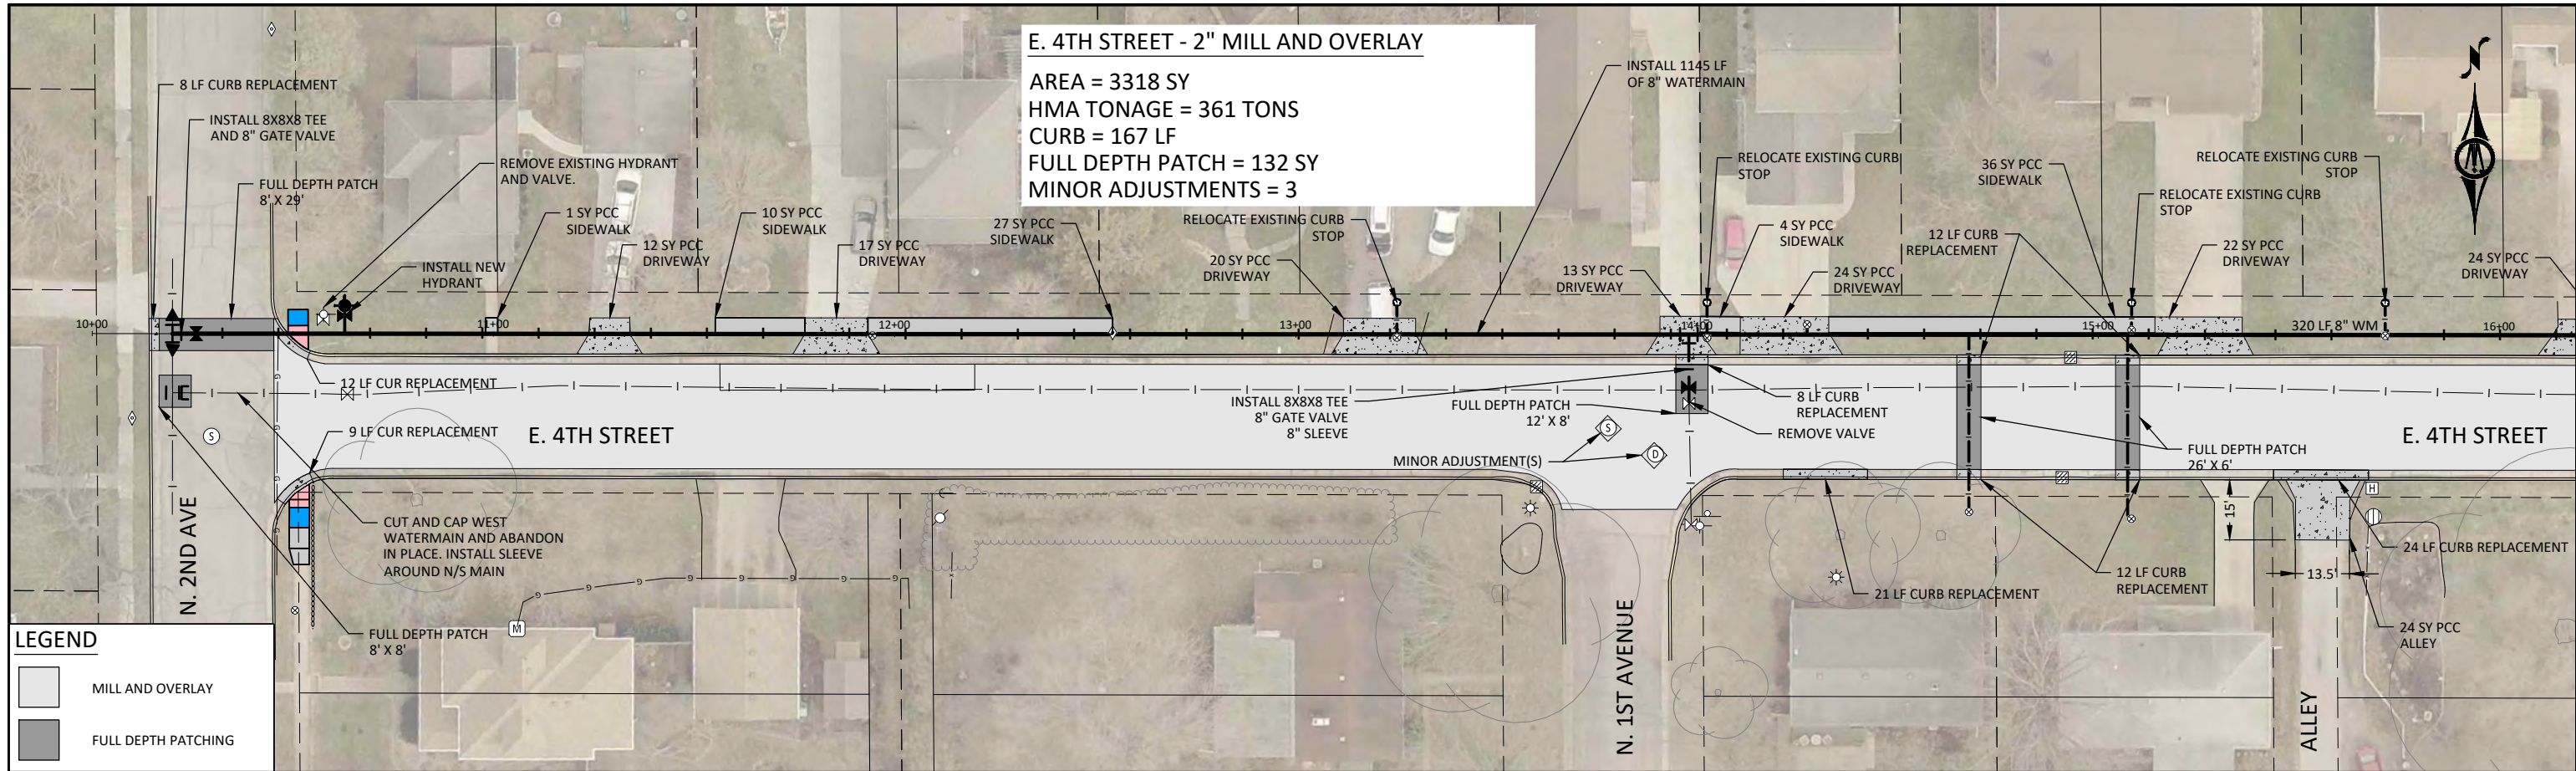 E. 4TH STREET - 2" MILL AND OVERLAY
AREA = 3318 SY
HMA TONAGE = 361 TONS
CURB = 167 LF
FULL DEPTH PATCH = 132 SY
MINOR ADJUSTMENTS = 3
8 LF CURB REPLACEMENT
INSTALL 8X8X8 TEE
AND 8" GATE VALVE
FULL DEPTH PATCH
8' X 29'
REMOVE EXISTING HYDRANT
AND VALVE.
INSTALL NEW
HYDRANT
1 SY PCC
SIDEWALK
12 SY PCC
DRIVEWAY
10 SY PCC
SIDEWALK
17 SY PCC
DRIVEWAY
27 SY PCC
SIDEWALK
RELOCATE EXISTING CURB
STOP
20 SY PCC
DRIVEWAY
INSTALL 1145 LF
OF 8" WATERMAIN
13 SY PCC
DRIVEWAY
RELOCATE EXISTING CURB
STOP
4 SY PCC
SIDEWALK
24 SY PCC
DRIVEWAY
36 SY PCC
SIDEWALK
12 LF CURB
REPLACEMENT
RELOCATE EXISTING CURB
STOP
RELOCATE EXISTING CURB
STOP
22 SY PCC
DRIVEWAY
24 SY PCC
DRIVEWAY
N
10+00
11+00
12+00
13+00
14+00
15+00
320 LF 8" WM
16+00
12 LF CUR REPLACEMENT
9 LF CUR REPLACEMENT
E. 4TH STREET
INSTALL 8X8X8 TEE
8" GATE VALVE
8" SLEEVE
FULL DEPTH PATCH
12' X 8'
8 LF CURB
REPLACEMENT
REMOVE VALVE
MINOR ADJUSTMENT(S)
S
S
D
FULL DEPTH PATCH
26' X 6'
E. 4TH STREET
N. 2ND AVE
CUT AND CAP WEST
WATERMAIN AND ABANDON
IN PLACE. INSTALL SLEEVE
AROUND N/S MAIN
G
G
G
G
G
G
G
G
G
M
FULL DEPTH PATCH
8' X 8'
N. 1ST AVENUE
21 LF CURB REPLACEMENT
12 LF CURB
REPLACEMENT
15'
13.5'
H
24 LF CURB REPLACEMENT
24 SY PCC
ALLEY
ALLEY
LEGEND
MILL AND OVERLAY
FULL DEPTH PATCHING